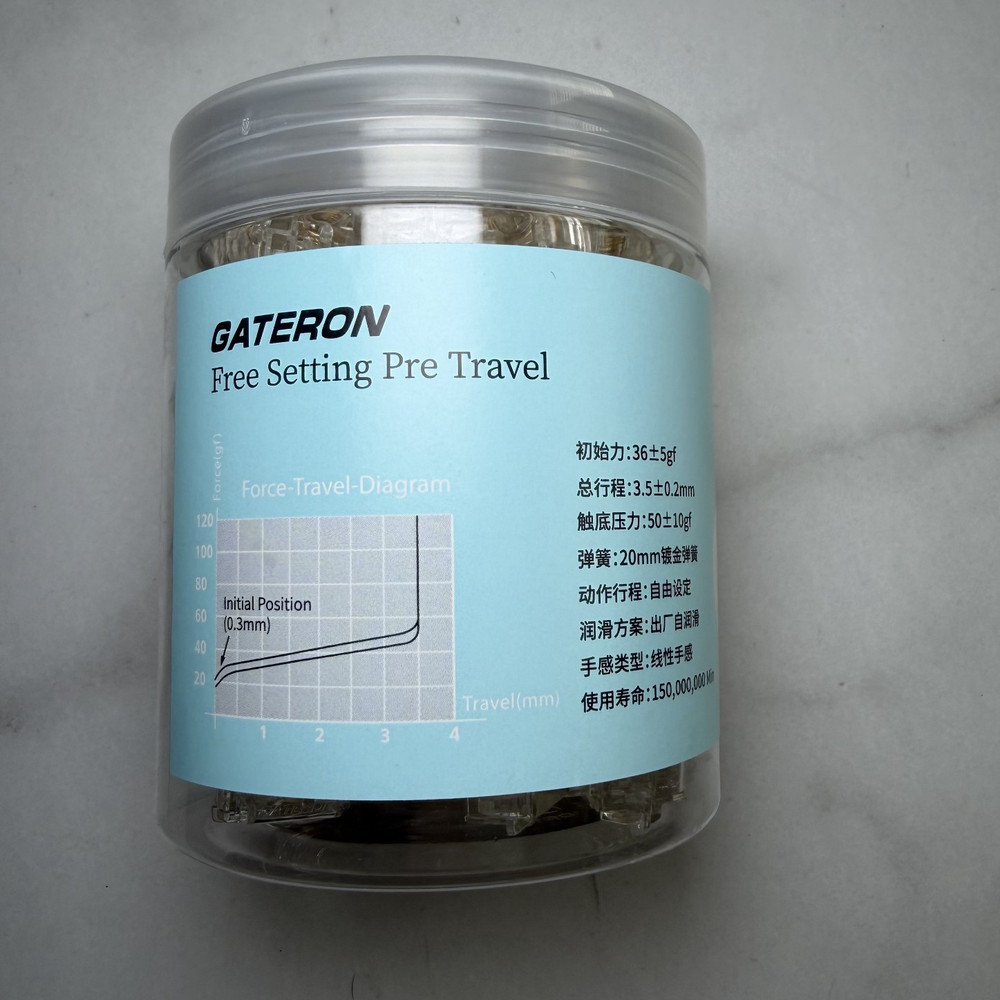 GATERON
Free Setting Pre Travel
Force(gf)
Force-Travel-Diagram
120
100
80
60
40
20
Initial Position
(0.3mm)
1
2
3
4
Travel(mm)
初始力:36±5gf
总行程:3.5±0.2mm
触底压力:50±10gf
弹簧:20mm镀金弹簧
动作行程:自由设定
润滑方案:出厂自润滑
手感类型:线性手感
使用寿命:150,000,000 Min